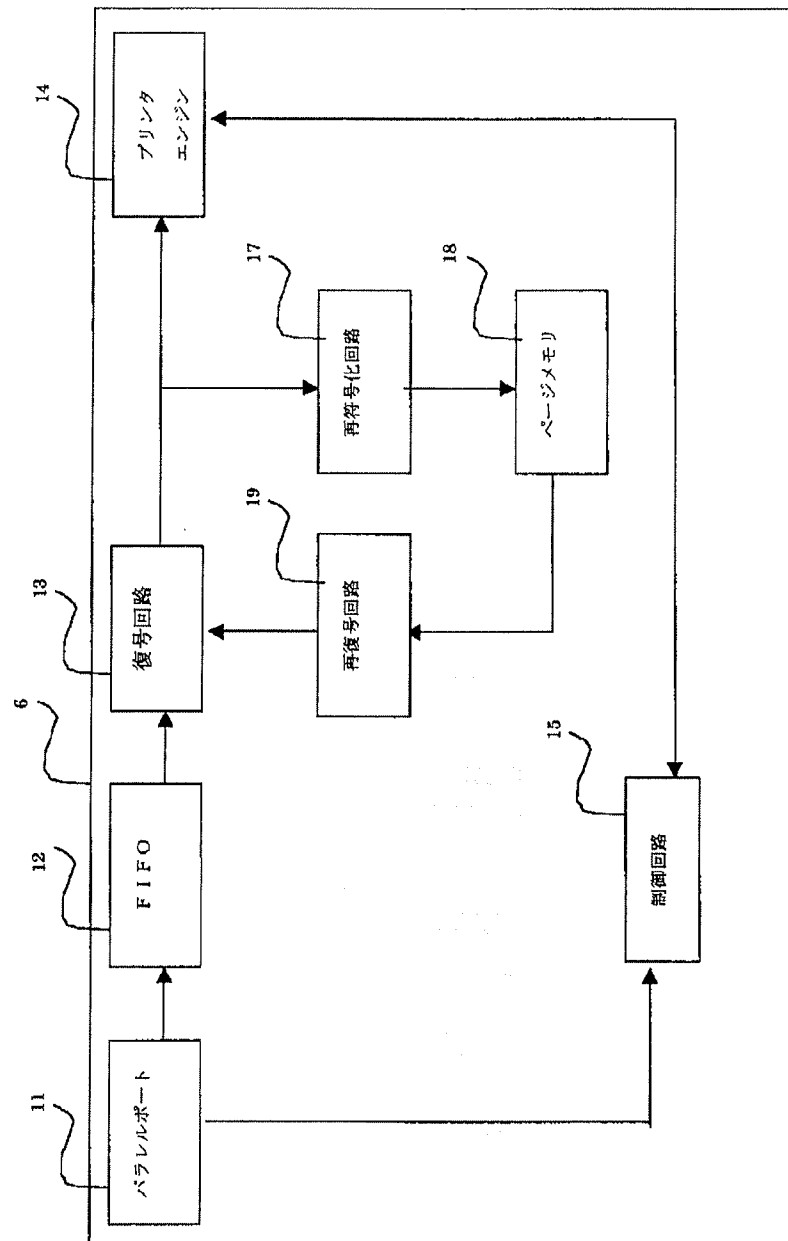 14
プリンタ
エンジン
17
再符号化回路
18
ページメモリ
13
復号回路
19
再復号回路
6
12
FIFO
15
制御回路
11
パラレルポート